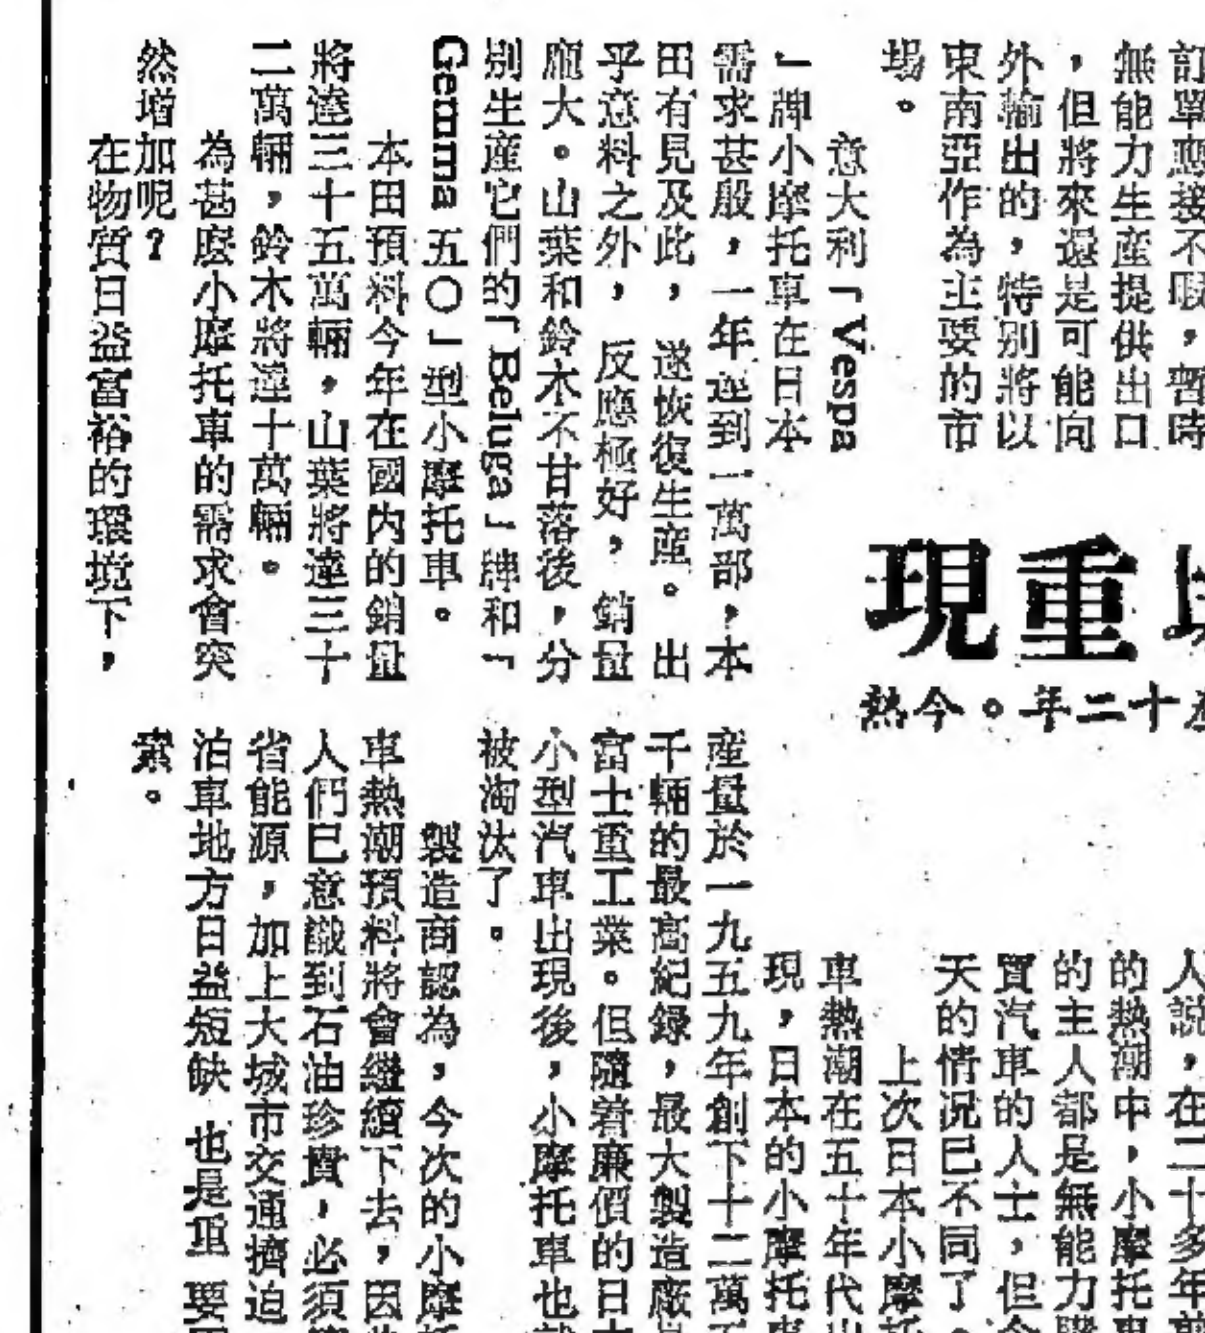 訂單應接不暇，暫時
無能力生產提供出口
，但將來還是可能向
外輸出的，特別將以
東南亞作為主要的市
場。
意大利「Vespa
」牌小摩托車在日本
需求甚殷，一年達到一萬部，本
田有見及此，遂恢復生產。出
乎意料之外，反應極好，銷量
龐大。山葉和鈴木不甘落後，分
別生產它們的「Beluga」牌和「
Gemma 五〇」型小摩托車。
本田預料今年在國內的銷量
將達三十五萬輛，山葉將達三十
二萬輛，鈴木將達十萬輛。
為甚麼小摩托車的需求會突
然增加呢？
在物質日益富裕的環境下，
重現
十二年。今熱
人說，在二十多年前
的熱潮中，小摩托車
的主人都是無能力購
買汽車的人士，但今
天的情況已不同了。
上次日本小摩托
車熱潮在五十年代出
現，日本的小摩托車
產量於一九五九年創下十二萬五
千輛的最高紀錄，最大製造廠是
富士重工業。但隨着廉價的日本
小型汽車出現後，小摩托車也就
被淘汰了。
製造商認為，今次的小摩托
車熱潮預料將會繼續下去，因為
人們已意識到石油珍貴，必須節
省能源，加上大城市交通擠迫
泊車地方日益短缺 也是重要因
素。